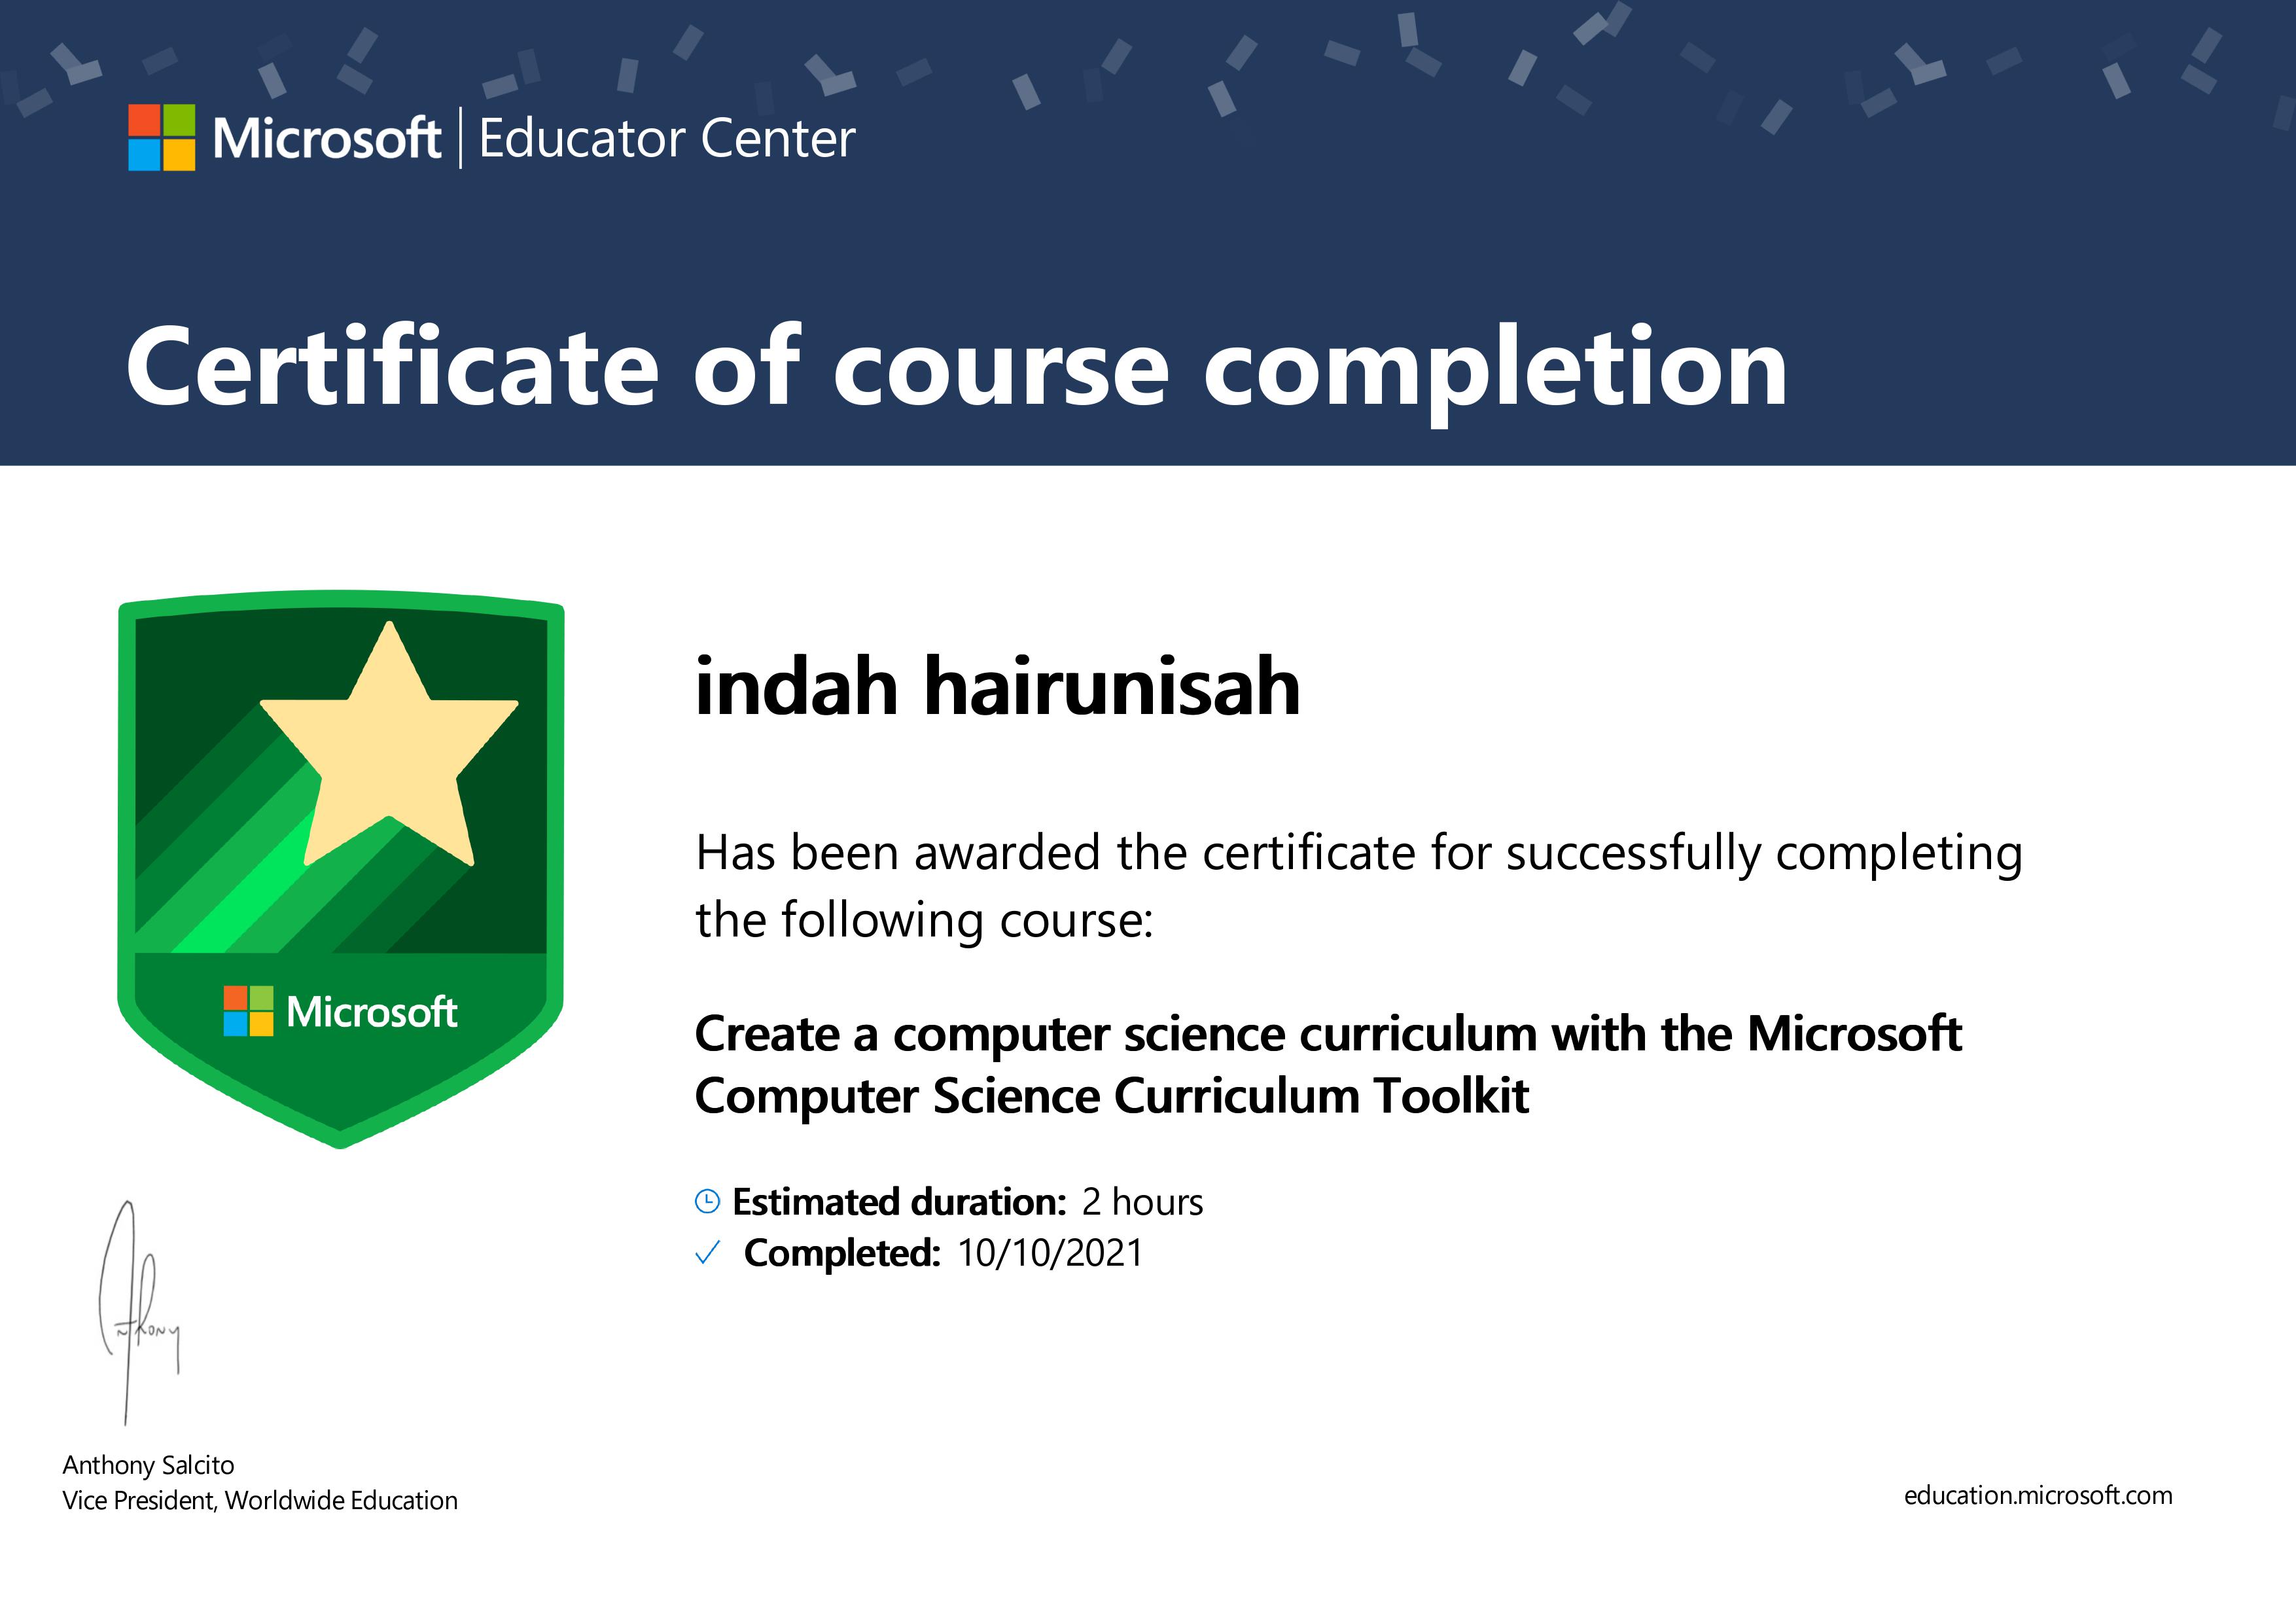 Microsoft | Educator Center
Certificate of course completion
indah hairunisah
Has been awarded the certificate for successfully completing
the following course:
Create a computer science curriculum with the Microsoft
Computer Science Curriculum Toolkit
Microsoft
Estimated duration: 2 hours
Completed: 10/10/2021
Anthony
Anthony Salcito
Vice President, Worldwide Education
education.microsoft.com